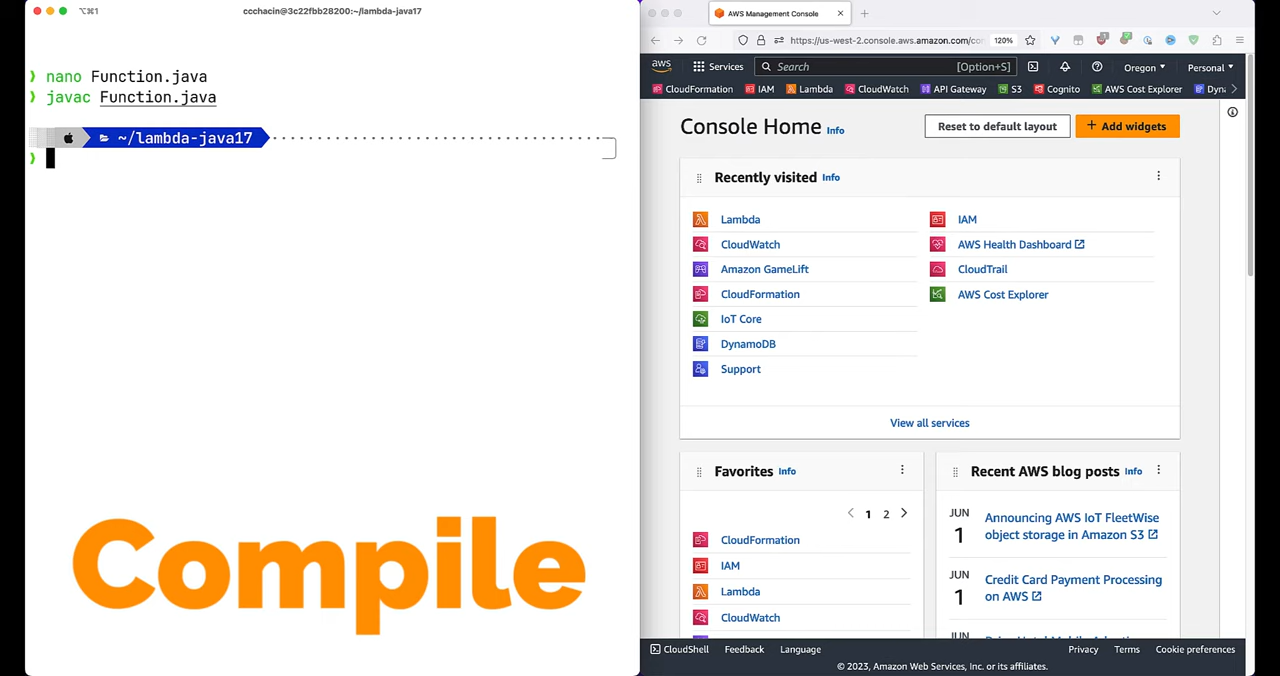 ⌥⌘1
ccchacin@3c22fbb28200:~/lambda-java17
❯ nano Function.java
❯ javac Function.java
~/lambda-java17
❯
Compile
AWS Management Console
https://us-west-2.console.aws.amazon.com/co
120%
aws
Services
Search
[Option+S]
Oregon
Personal
CloudFormation
IAM
Lambda
CloudWatch
API Gateway
S3
Cognito
AWS Cost Explorer
Console Home
Info
Reset to default layout
Add widgets
Recently visited
Info
Lambda
CloudWatch
Amazon GameLift
CloudFormation
IoT Core
DynamoDB
Support
IAM
AWS Health Dashboard
CloudTrail
AWS Cost Explorer
View all services
Favorites
Info
1 2
CloudFormation
IAM
Lambda
CloudWatch
Recent AWS blog posts
Info
JUN
1
Announcing AWS IoT FleetWise
object storage in Amazon S3
JUN
1
Credit Card Payment Processing
on AWS
JUN
CloudShell
Feedback
Language
Privacy
Terms
Cookie preferences
© 2023, Amazon Web Services, Inc. or its affiliates.